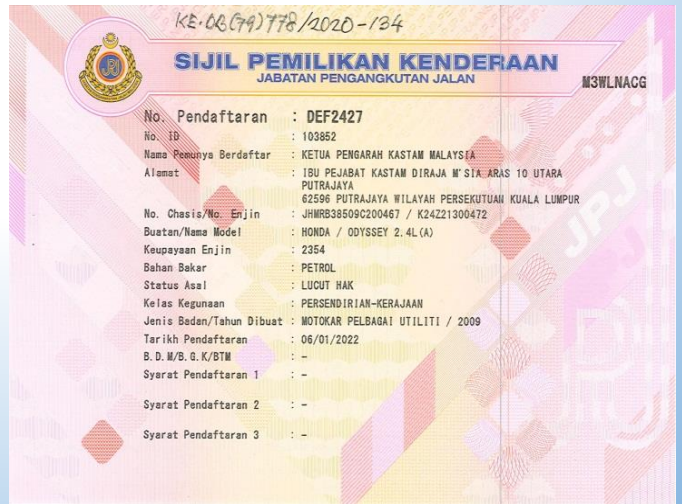 KE.DB(79)778/2020-134
SIJIL PEMILIKAN KENDERAAN
JABATAN PENGANGKUTAN JALAN
M3WLNACG
No. Pendaftaran : DEF2427
No. ID : 103852
Nama Pemunya Berdaftar : KETUA PENGARAH KASTAM MALAYSIA
Alamat : IBU PEJABAT KASTAM DIRAJA M'SIA ARAS 10 UTARA
PUTRAJAYA
62596 PUTRAJAYA WILAYAH PERSEKUTUAN KUALA LUMPUR
No. Chasis/No. Enjin : JHMRB38509C200467 / K24Z21300472
Buatan/Nama Model : HONDA / ODYSSEY 2.4L(A)
Keupayaan Enjin : 2354
Bahan Bakar : PETROL
Status Asal : LUCUT HAK
Kelas Kegunaan : PERSENDIRIAN-KERAJAAN
Jenis Badan/Tahun Dibuat : MOTOKAR PELBAGAI UTILITI / 2009
Tarikh Pendaftaran : 06/01/2022
B.D.M/B.G.K/BTM : -
Syarat Pendaftaran 1 : -
Syarat Pendaftaran 2 : -
Syarat Pendaftaran 3 : -
JPJ